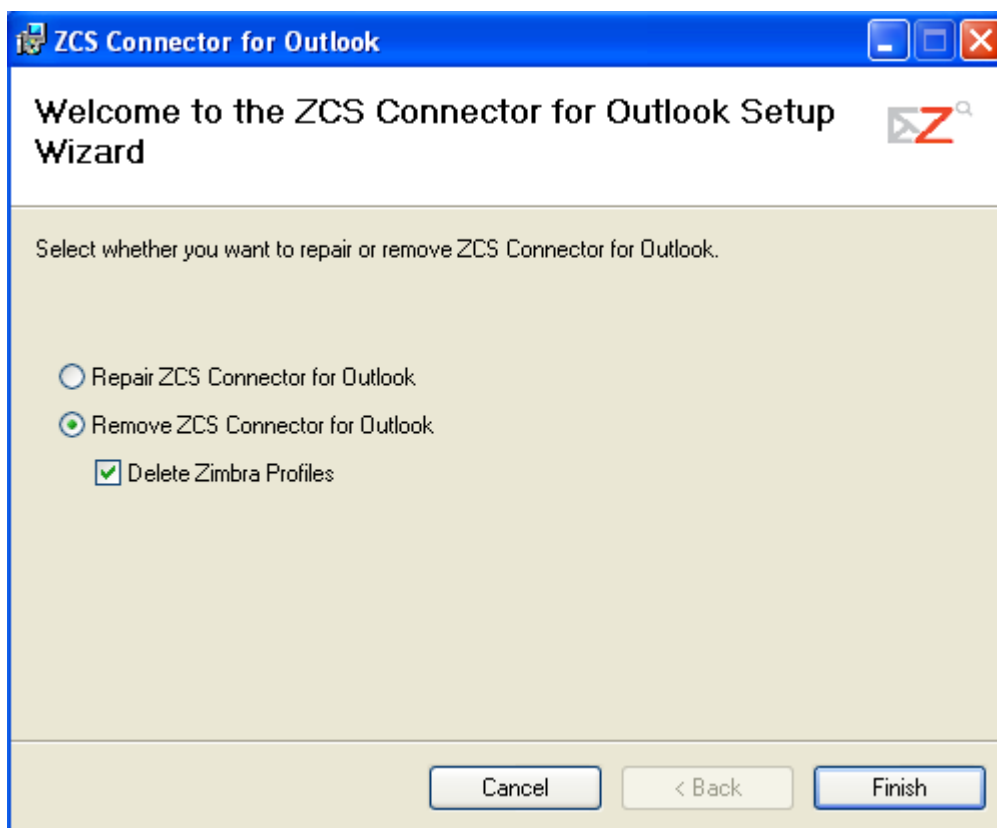 ZCS Connector for Outlook
Welcome to the ZCS Connector for Outlook Setup
Wizard
Z
Select whether you want to repair or remove ZCS Connector for Outlook.
Repair ZCS Connector for Outlook
Remove ZCS Connector for Outlook
Delete Zimbra Profiles
Cancel
< Back
Finish